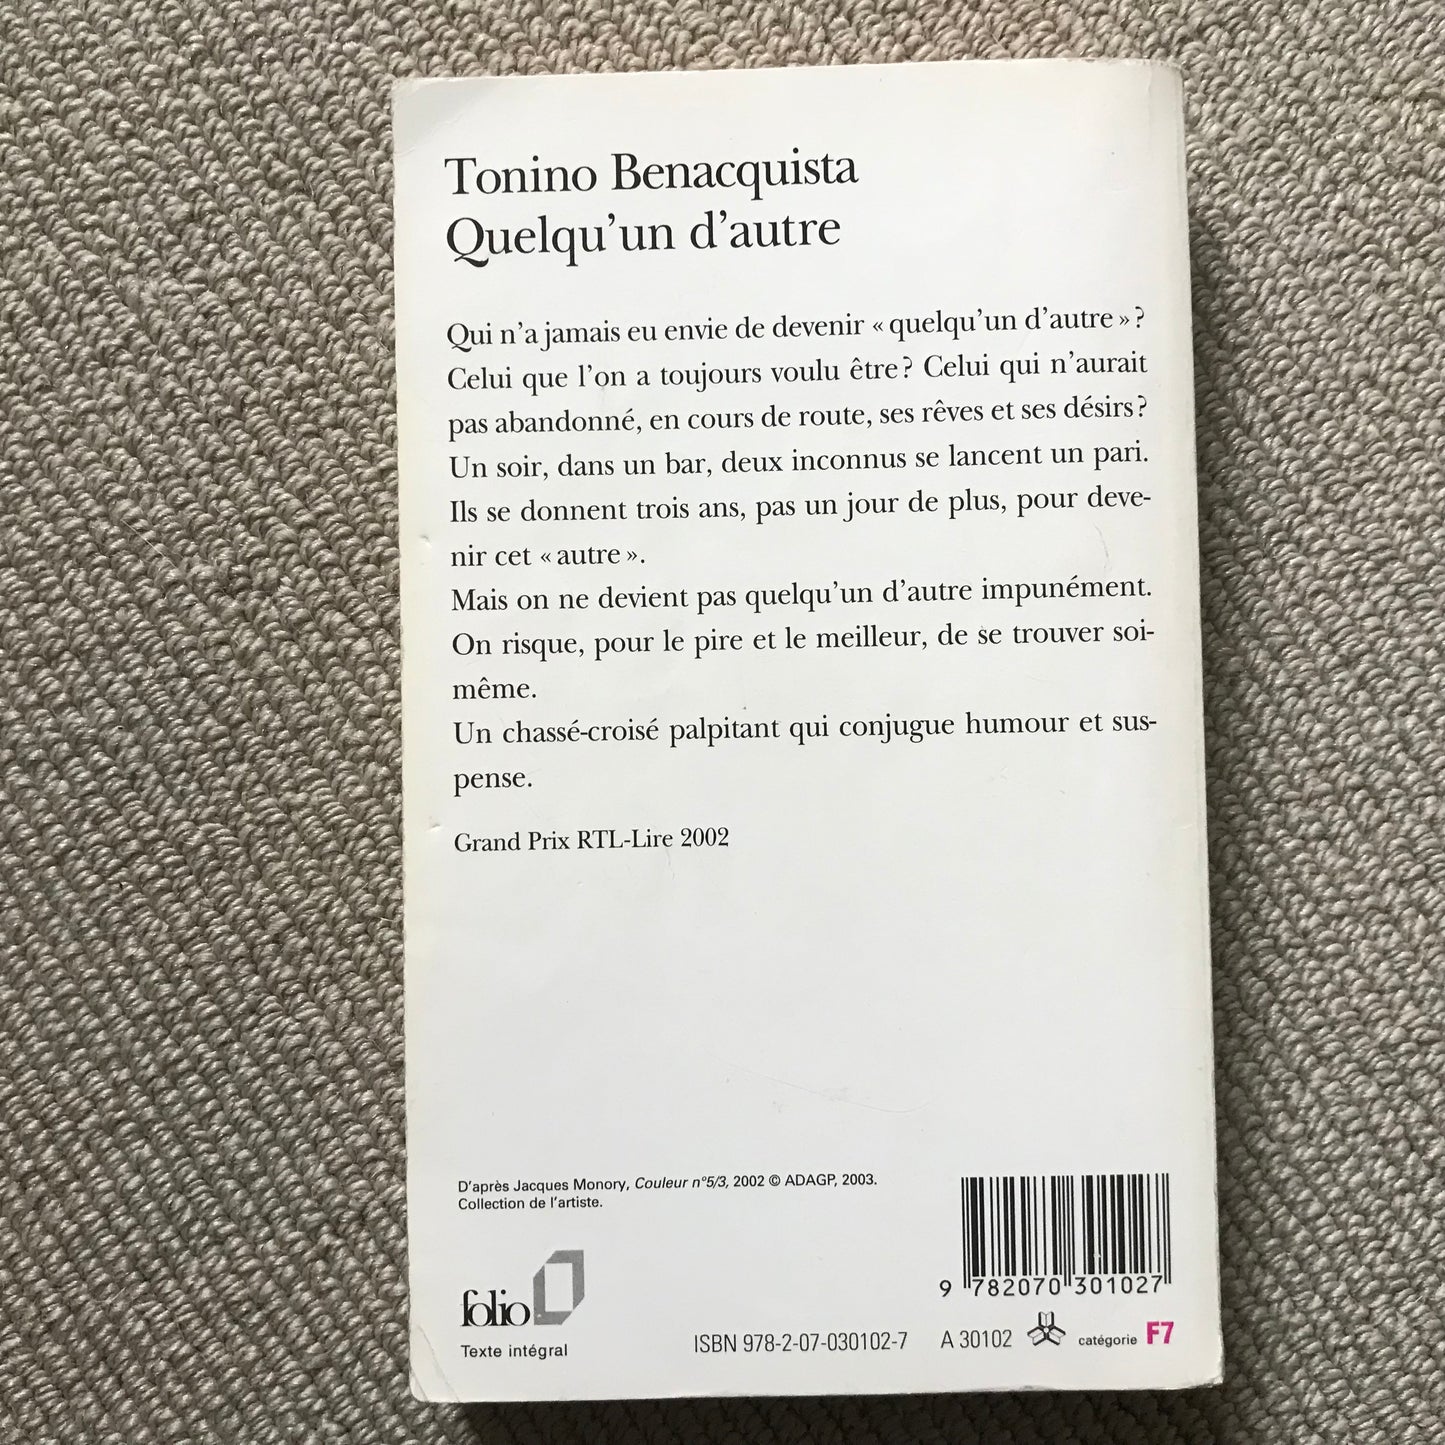 Tonino Benacquista
Quelqu'un d'autre
Qui n'a jamais eu envie de devenir « quelqu'un d'autre » ?
Celui que l'on a toujours voulu être ? Celui qui n'aurait
pas abandonné, en cours de route, ses rêves et ses désirs ?
Un soir, dans un bar, deux inconnus se lancent un pari.
Ils se donnent trois ans, pas un jour de plus, pour deve-
nir cet « autre ».
Mais on ne devient pas quelqu'un d'autre impunément.
On risque, pour le pire et le meilleur, de se trouver soi-
même.
Un chassé-croisé palpitant qui conjugue humour et sus-
pense.
Grand Prix RTL-Lire 2002
D'après Jacques Monory, Couleur n°5/3, 2002 © ADAGP, 2003.
Collection de l'artiste.
folio
Texte intégral
9 782070 301027
ISBN 978-2-07-030102-7 A 30102 catégorie F7